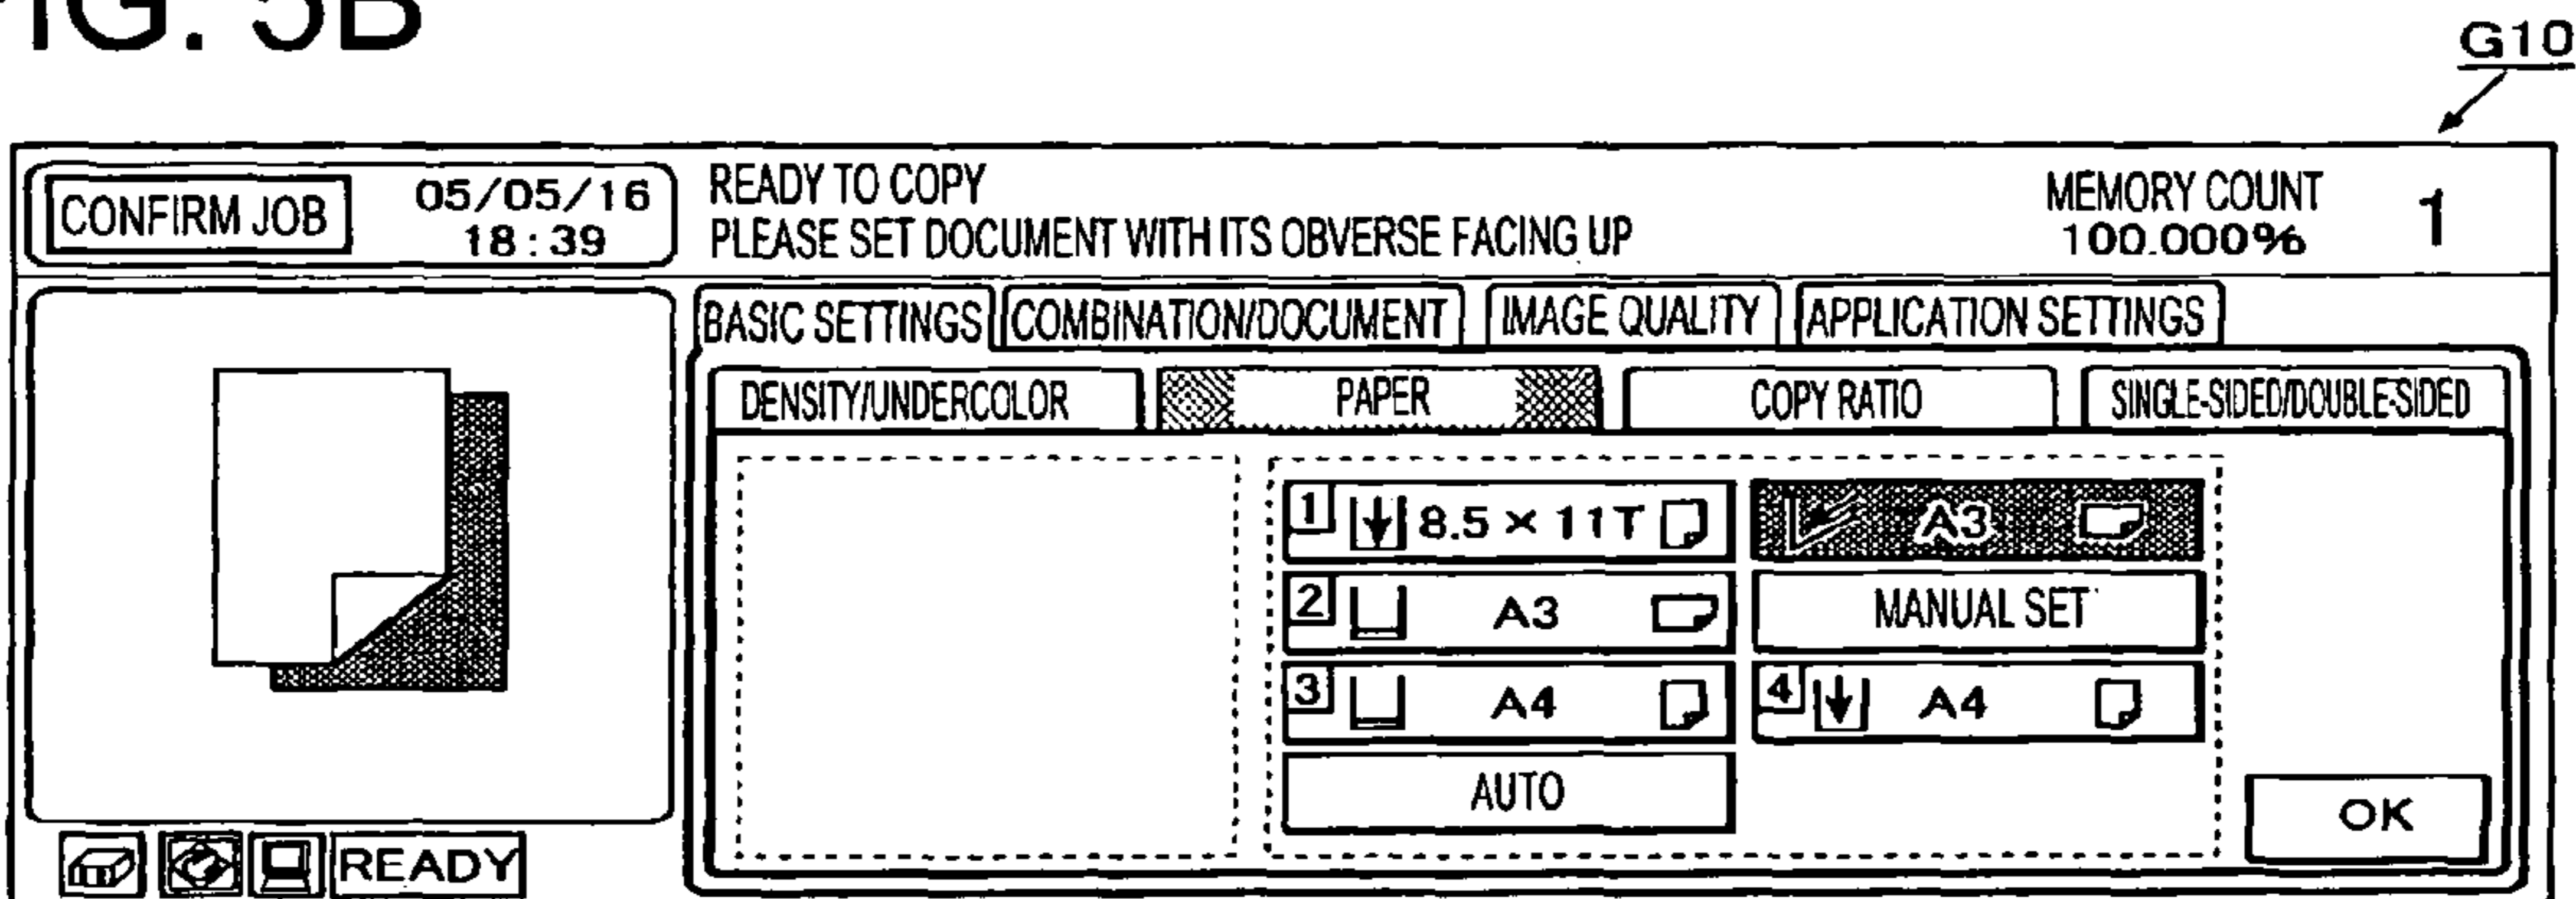 FIG. 5B
G10
CONFIRM JOB
05/05/16
18:39
READY TO COPY
PLEASE SET DOCUMENT WITH ITS OBVERSE FACING UP
MEMORY COUNT
100.000%
1
BASIC SETTINGS COMBINATION/DOCUMENT IMAGE QUALITY APPLICATION SETTINGS
DENSITY/UNDERCOLOR PAPER COPY RATIO SINGLE-SIDED/DOUBLE-SIDED
1 8.5 × 11T A3
2 A3 MANUAL SET
3 A4 4 A4
AUTO
OK
READY